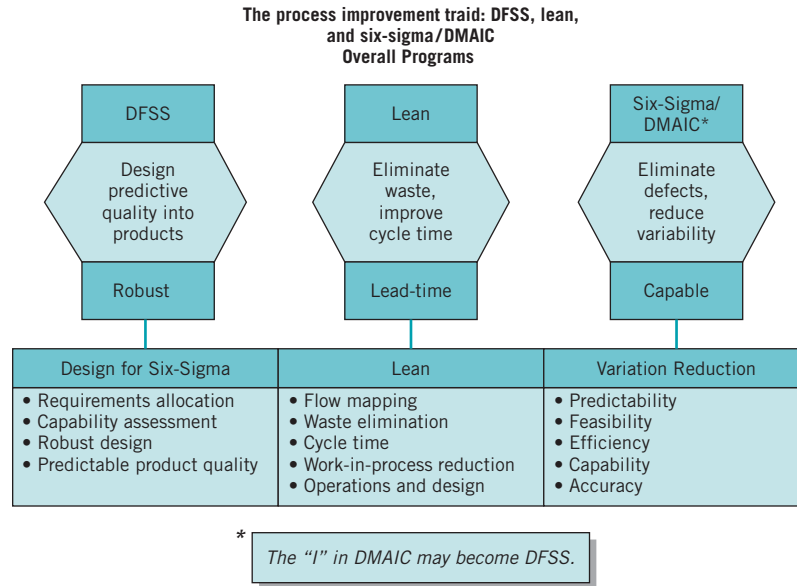 The process improvement traid: DFSS, lean,
and six-sigma/DMAIC
Overall Programs
DFSS
Design
predictive
quality into
products
Robust
Lean
Eliminate
waste,
improve
cycle time
Lead-time
Six-Sigma/
DMAIC*
Eliminate
defects,
reduce
variability
Capable
Design for Six-Sigma
• Requirements allocation
• Capability assessment
• Robust design
• Predictable product quality
Lean
• Flow mapping
• Waste elimination
• Cycle time
• Work-in-process reduction
• Operations and design
Variation Reduction
• Predictability
• Feasibility
• Efficiency
• Capability
• Accuracy
* The “I” in DMAIC may become DFSS.